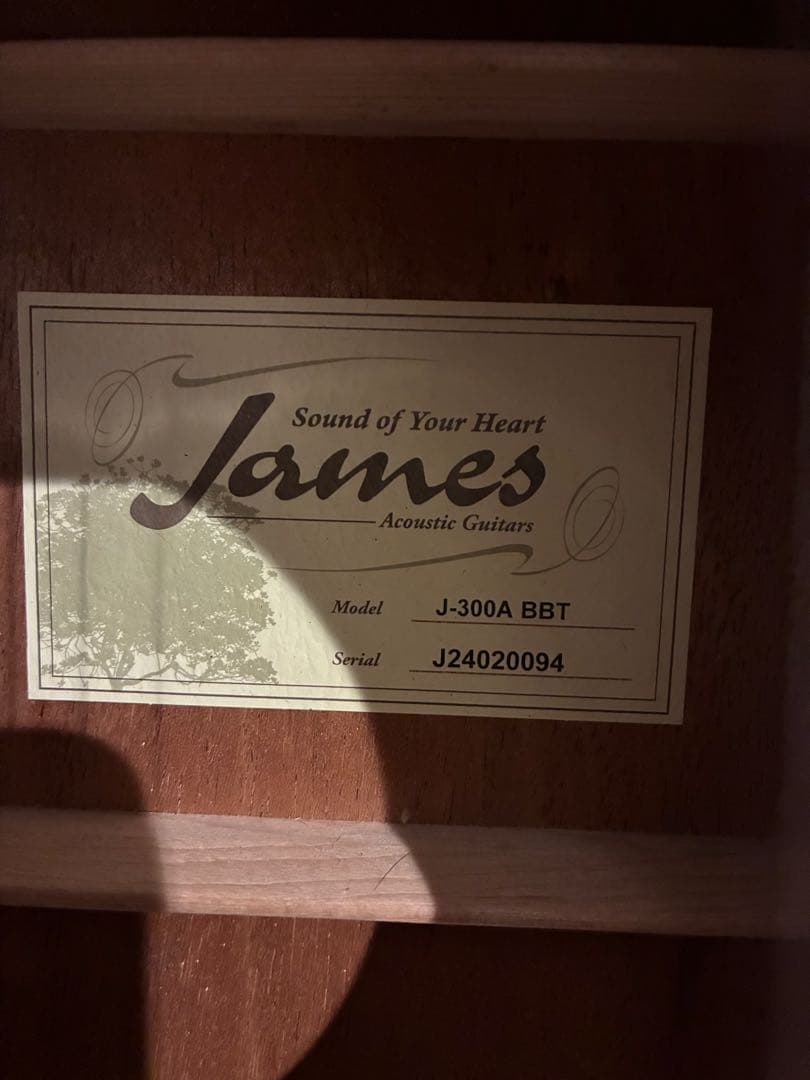 Sound of Your Heart
James
Acoustic Guitars
Model J-300A BBT
Serial J24020094